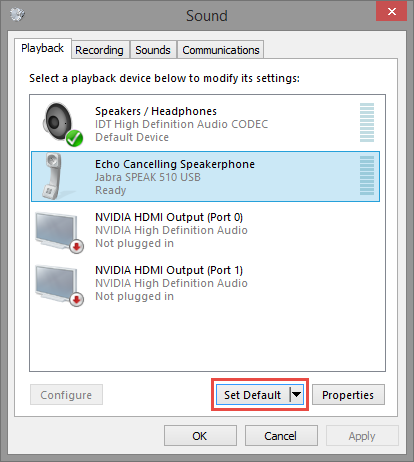 Sound
Playback Recording Sounds Communications
Select a playback device below to modify its settings:
Speakers / Headphones
IDT High Definition Audio CODEC
Default Device
Echo Cancelling Speakerphone
Jabra SPEAK 510 USB
Ready
NVIDIA HDMI Output (Port 0)
NVIDIA High Definition Audio
Not plugged in
NVIDIA HDMI Output (Port 1)
NVIDIA High Definition Audio
Not plugged in
Configure Set Default Properties
OK Cancel Apply